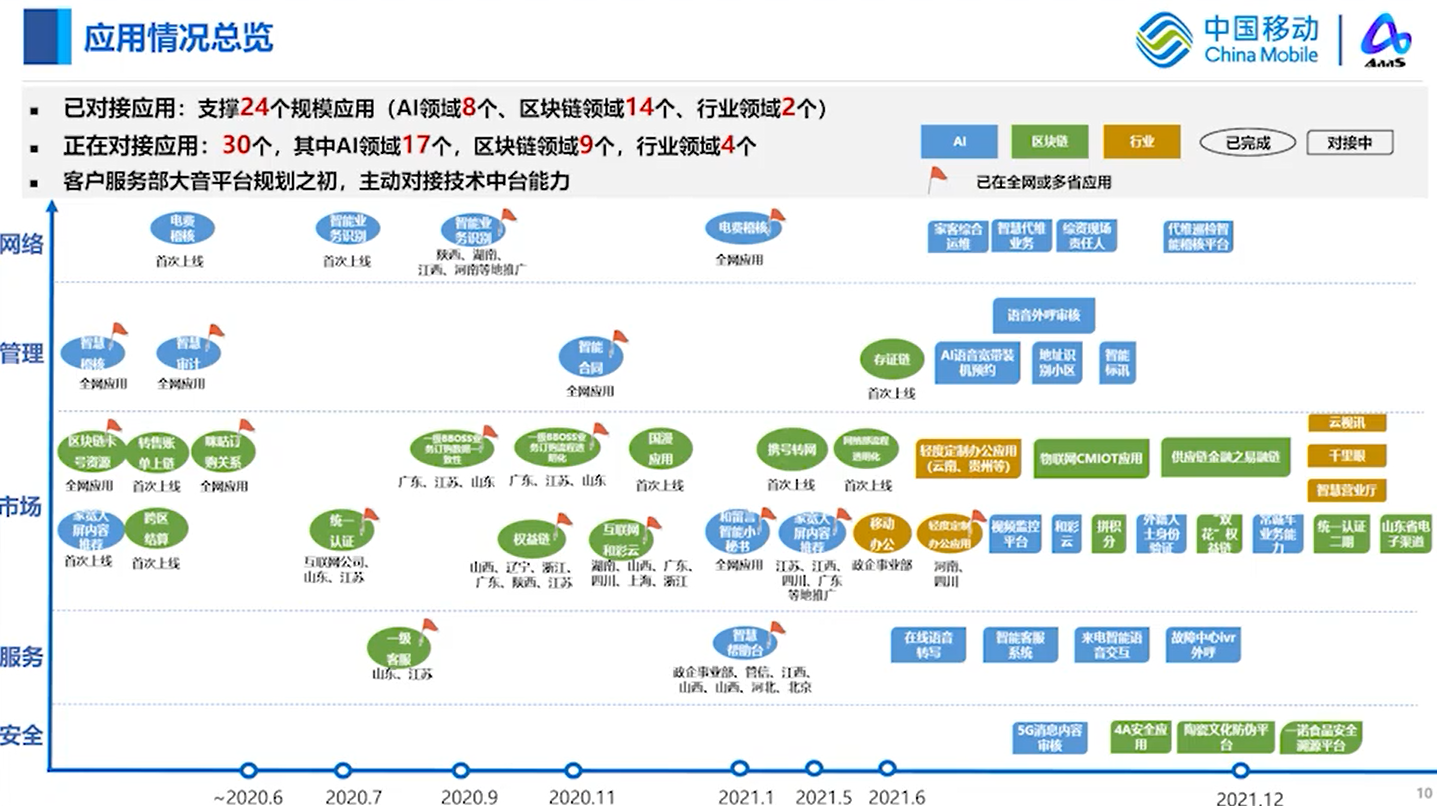 应用情况总览
中国移动
China Mobile
AaaS
▪ 已对接应用：支撑24个规模应用（AI领域8个、区块链领域14个、行业领域2个）
▪ 正在对接应用：30个，其中AI领域17个，区块链领域9个，行业领域4个
▪ 客户服务部大音平台规划之初，主动对接技术中台能力
AI
区块链
行业
已完成
对接中
已在全网或多省应用
网络
电费
稽核
首次上线
智能业
务识别
首次上线
智能业
务识别
陕西、湖南、
江西、河南等地推广
电费稽核
全网应用
家客综合
运维
智慧代维
业务
综资现场
责任人
代维巡检智
能稽核平台
管理
智慧
稽核
全网应用
智慧
审计
全网应用
智能
合同
全网应用
存证链
首次上线
语音外呼审核
AI语音宽带装
机预约
地址识
别小区
智能
标讯
市场
区块链卡
号资源
全网应用
转售账
单上链
首次上线
咪咕订
购关系
全网应用
一级BBOSS业
务订购数据一
致性
广东、江苏、山东
一级BBOSS业
务订购流程透
明化
广东、江苏、山东
国漫
应用
首次上线
携号转网
首次上线
网络部流程
透明化
首次上线
轻度定制办公应用
(云南、贵州等)
物联网CMIOT应用
供应链金融之易融链
云视讯
千里眼
智慧营业厅
家宽大
屏内容
推荐
首次上线
跨区
结算
首次上线
统一
认证
互联网公司、
山东、江苏
权益链
山西、辽宁、浙江、
广东、陕西、江苏
互联网
和彩云
湖南、山西、广东、
四川、上海、浙江
和留言
智能小
秘书
全网应用
家宽大
屏内容
推荐
江苏、江西、
四川、广东
等地推广
移动
办公
政企事业部
轻度定制
办公应用
河南、
四川
视频监控
平台
和彩
云
拼积
分
外籍人
士身份
验证
“双
花”权
益链
常诞车
业务能
力
统一认证
二期
山东省电
子渠道
服务
一级
客服
山东、江苏
智慧
帮助台
政企事业部、管信、江西、
山西、山西、河北、北京
在线语音
转写
智能客服
系统
来电智能语
音交互
故障中心ivr
外呼
安全
5G消息内容
审核
4A安全应
用
陶瓷文化防伪平
台
一诺食品安全
溯源平台
~2020.6
2020.7
2020.9
2020.11
2021.1
2021.5
2021.6
2021.12
10